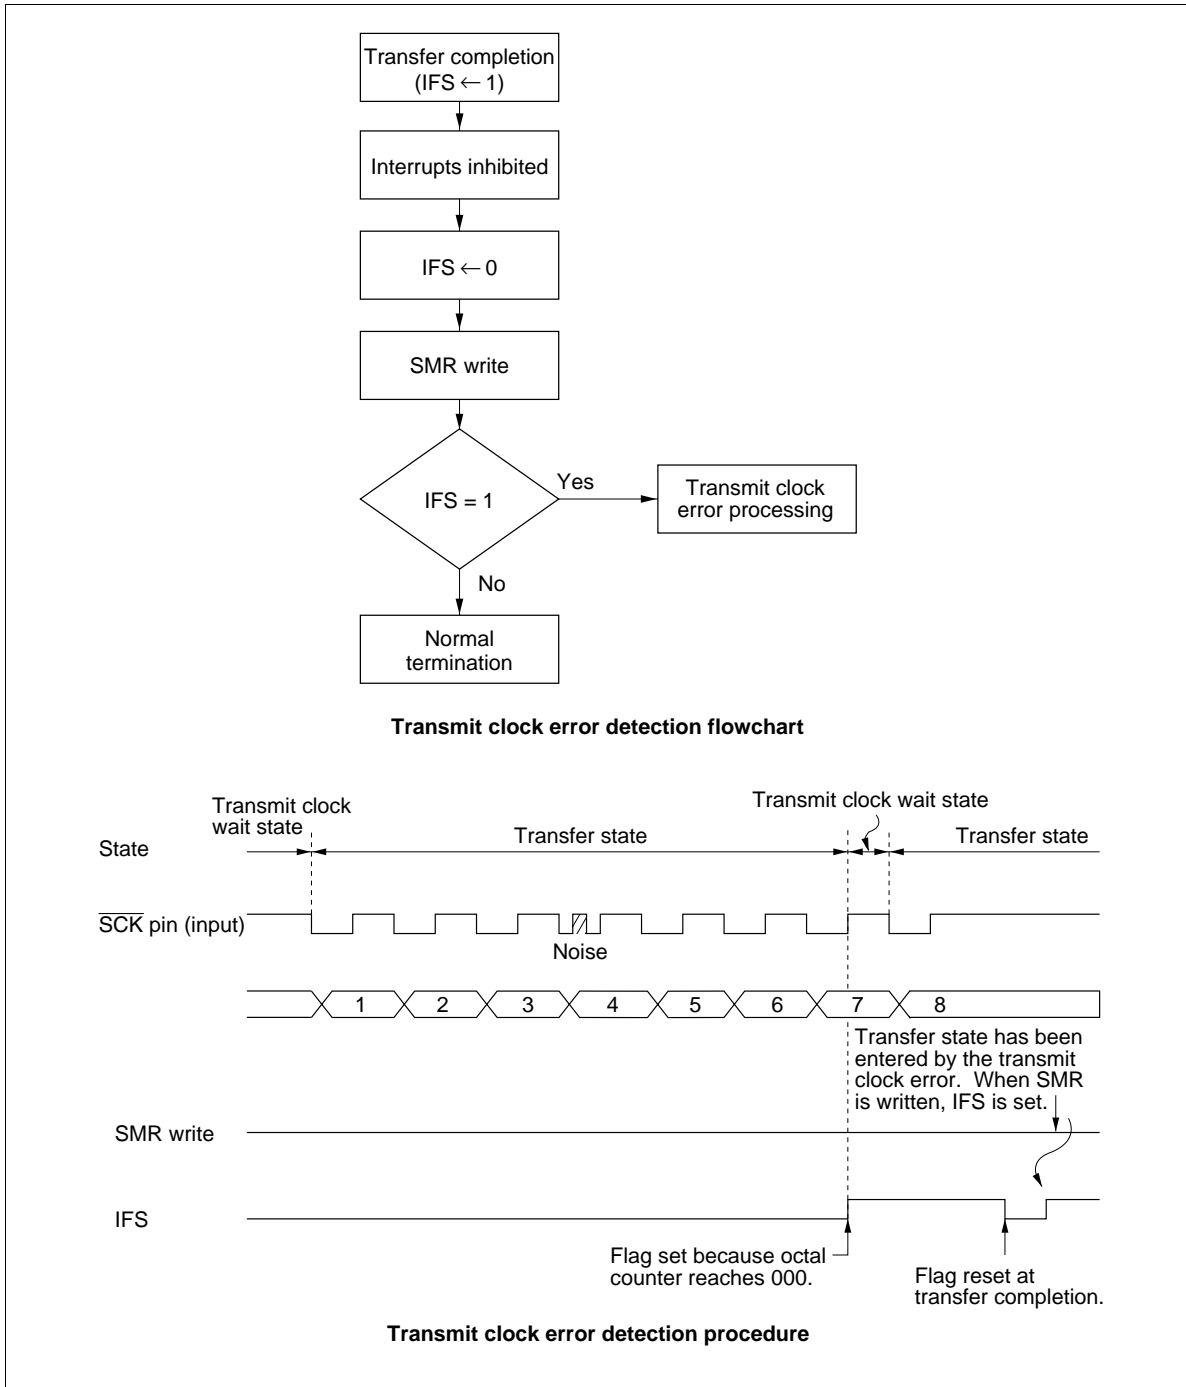 Transfer completion
(IFS ← 1)
Interrupts inhibited
IFS ← 0
SMR write
IFS = 1
Yes
Transmit clock
error processing
No
Normal
termination
Transmit clock error detection flowchart
Transmit clock
wait state
Transmit clock wait state
State
Transfer state
Transfer state
SCK pin (input)
Noise
1 2 3 4 5 6 7 8
Transfer state has been
entered by the transmit
clock error. When SMR
is written, IFS is set.
SMR write
IFS
Flag set because octal
counter reaches 000.
Flag reset at
transfer completion.
Transmit clock error detection procedure